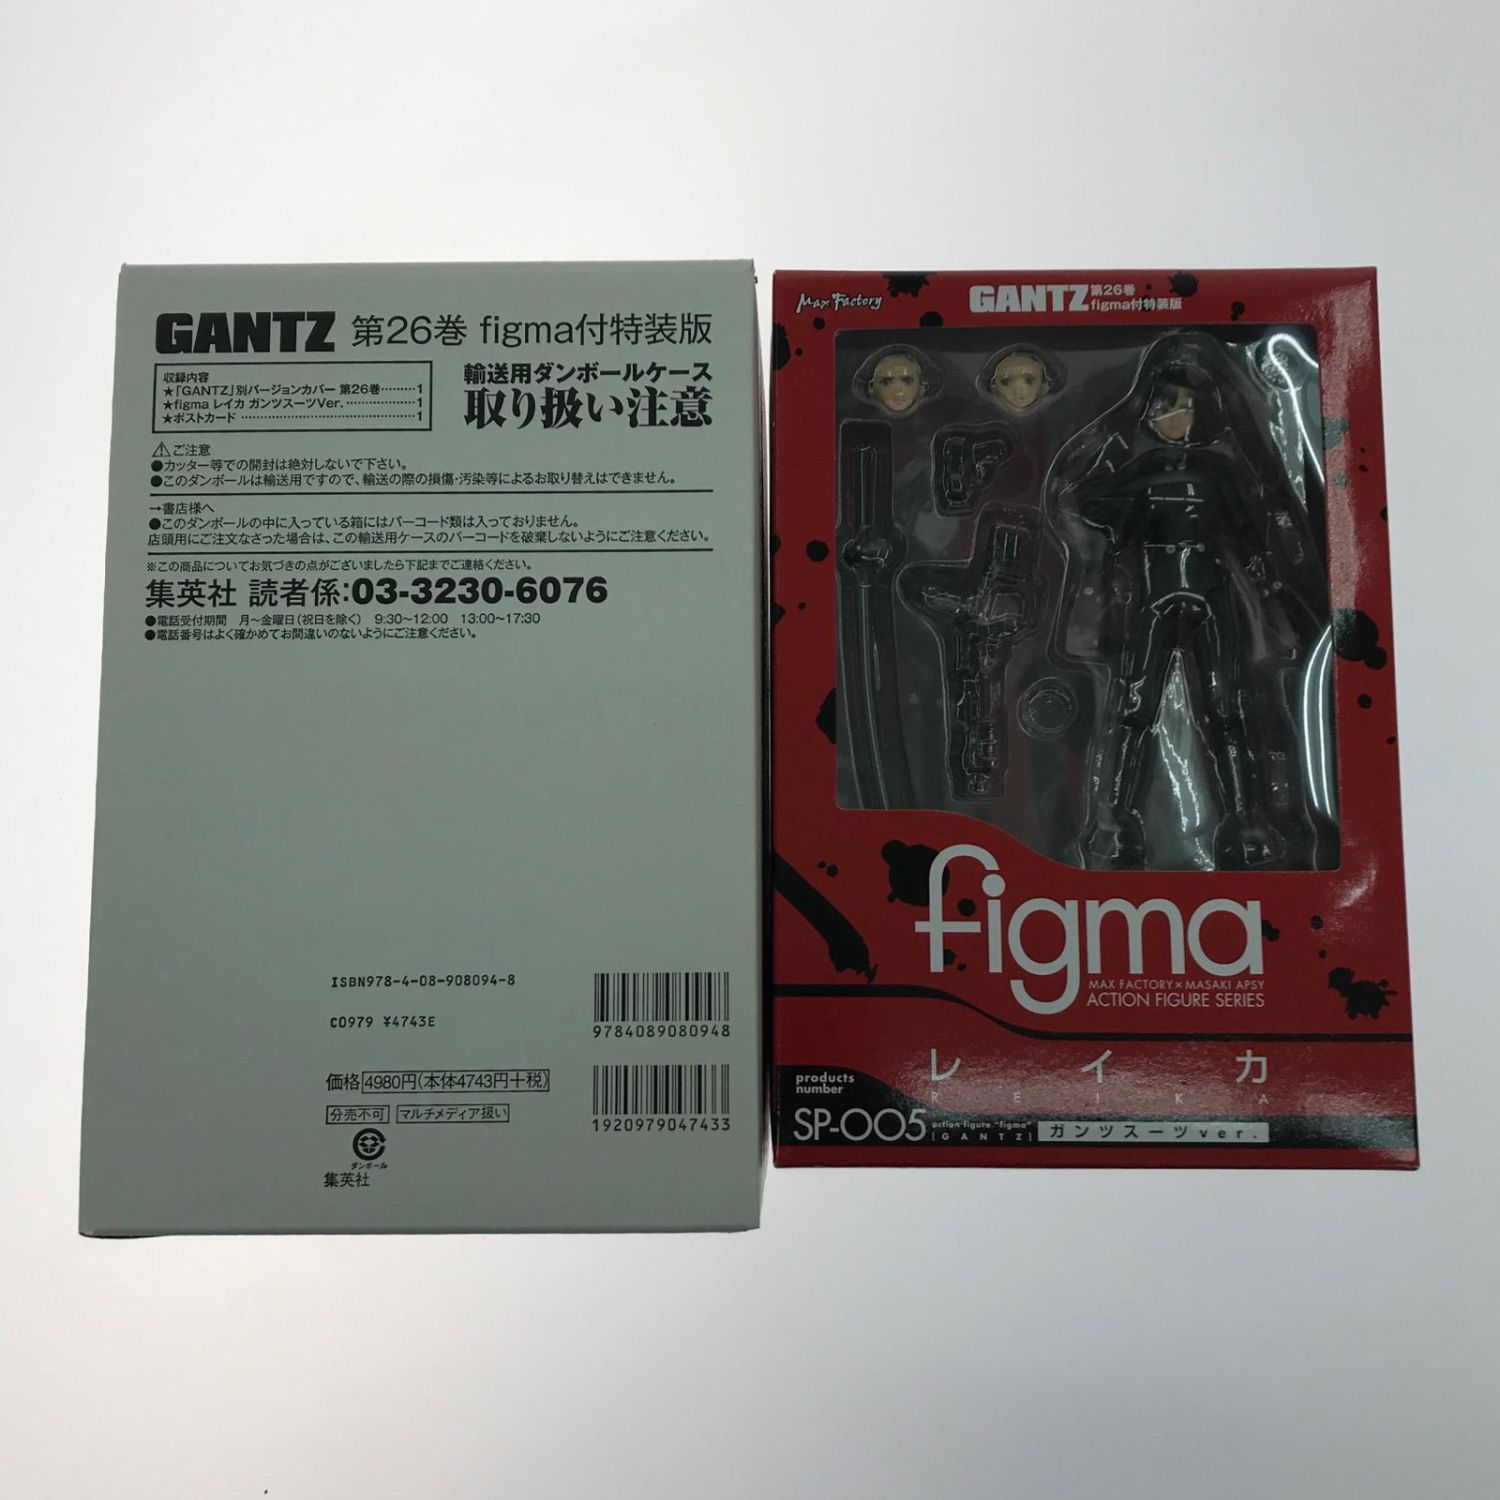 GANTZ 第26巻 figma付特装版
収録内容
★「GANTZ」別バージョンカバー 第26巻………1
★figma レイカ ガンツスーツVer. ………………1
★ポストカード ……………………………1
輸送用ダンボールケース
取り扱い注意
⚠ご注意
●カッター等での開封は絶対しないで下さい。
●このダンボールは輸送用ですので、輸送の際の損傷・汚染等によるお取り替えはできません。
→書店様へ
●このダンボールの中に入っている箱にはバーコード類は入っておりません。
店頭用にご注文なさった場合は、この輸送用ケースのバーコードを破棄しないようにご注意ください。
※この商品についてお気づきの点がございましたら下記までご連絡ください。
集英社 読者係:03-3230-6076
●電話受付期間 月~金曜日(祝日を除く) 9:30~12:00 13:00~17:30
●電話番号はよく確かめてお間違いのないようにご注意ください。
ISBN978-4-08-908094-8
C0979 ¥4743E
9784089080948
価格 4980円(本体4743円+税)
分売不可 マルチメディア扱い
1920979047433
ダンボール
集英社
Max Factory
GANTZ 第26巻
figma付特装版
figma
MAX FACTORY × MASAKI APSY
ACTION FIGURE SERIES
レイカ
REIKA
products
number
SP-005
action figure "figma"
[GANTZ]
ガンツスーツver.